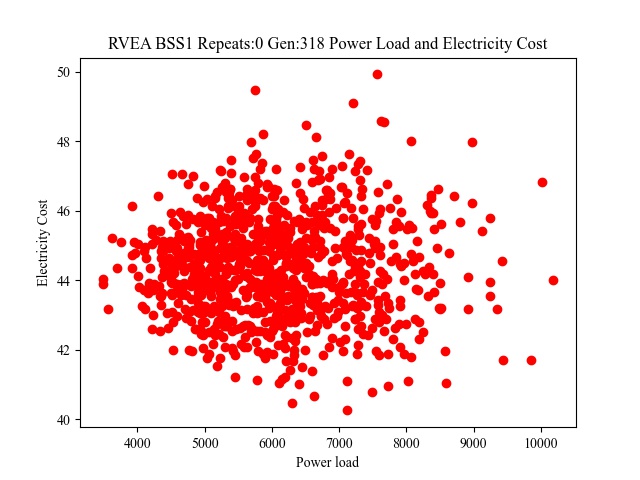 RVEA BSS1 Repeats:0 Gen:318 Power Load and Electricity Cost
50
48
46
44
42
40
Electricity Cost
4000 5000 6000 7000 8000 9000 10000
Power load